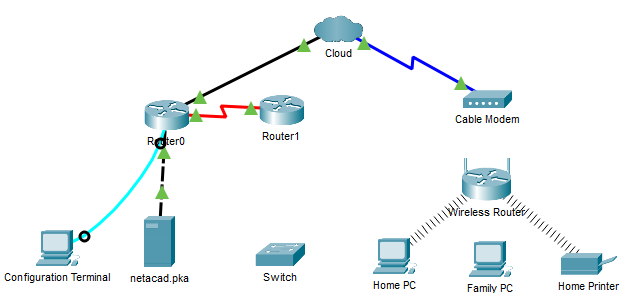 Cloud
Cable Modem
Router0
Router1
Wireless Router
Configuration Terminal
netacad.pka
Switch
Home PC
Family PC
Home Printer